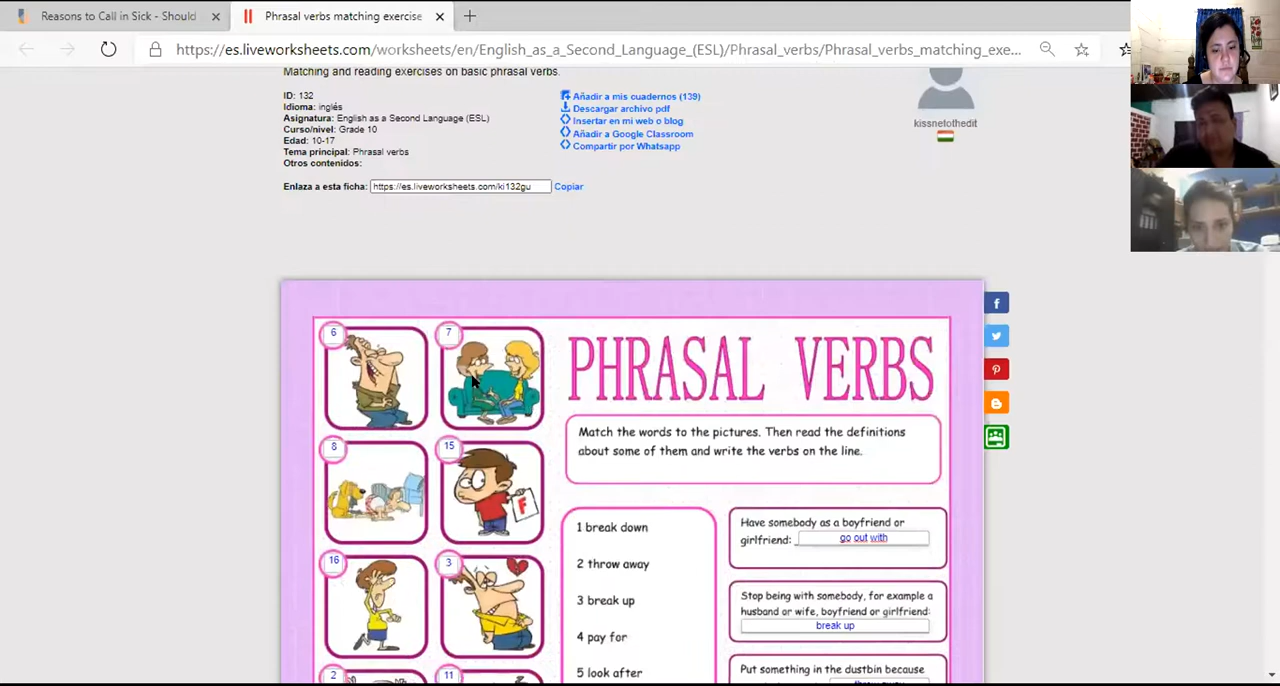 Reasons to Call in Sick - Should
Phrasal verbs matching exercise
https://es.liveworksheets.com/worksheets/en/English_as_a_Second_Language_(ESL)/Phrasal_verbs/Phrasal_verbs_matching_exe...
Matching and reading exercises on basic phrasal verbs.
ID: 132
Idioma: inglés
Asignatura: English as a Second Language (ESL)
Curso/nivel: Grade 10
Edad: 10-17
Tema principal: Phrasal verbs
Otros contenidos:
Añadir a mis cuadernos (139)
Descargar archivo pdf
Insertar en mi web o blog
Añadir a Google Classroom
Compartir por Whatsapp
kissnetothedit
Enlaza a esta ficha: https://es.liveworksheets.com/ki132gu Copiar
6
7
8
15
F
16
3
2
11
PHRASAL VERBS
Match the words to the pictures. Then read the definitions
about some of them and write the verbs on the line.
1 break down
2 throw away
3 break up
4 pay for
5 look after
Have somebody as a boyfriend or
girlfriend: go out with
Stop being with somebody, for example a
husband or wife, boyfriend or girlfriend:
break up
Put something in the dustbin because